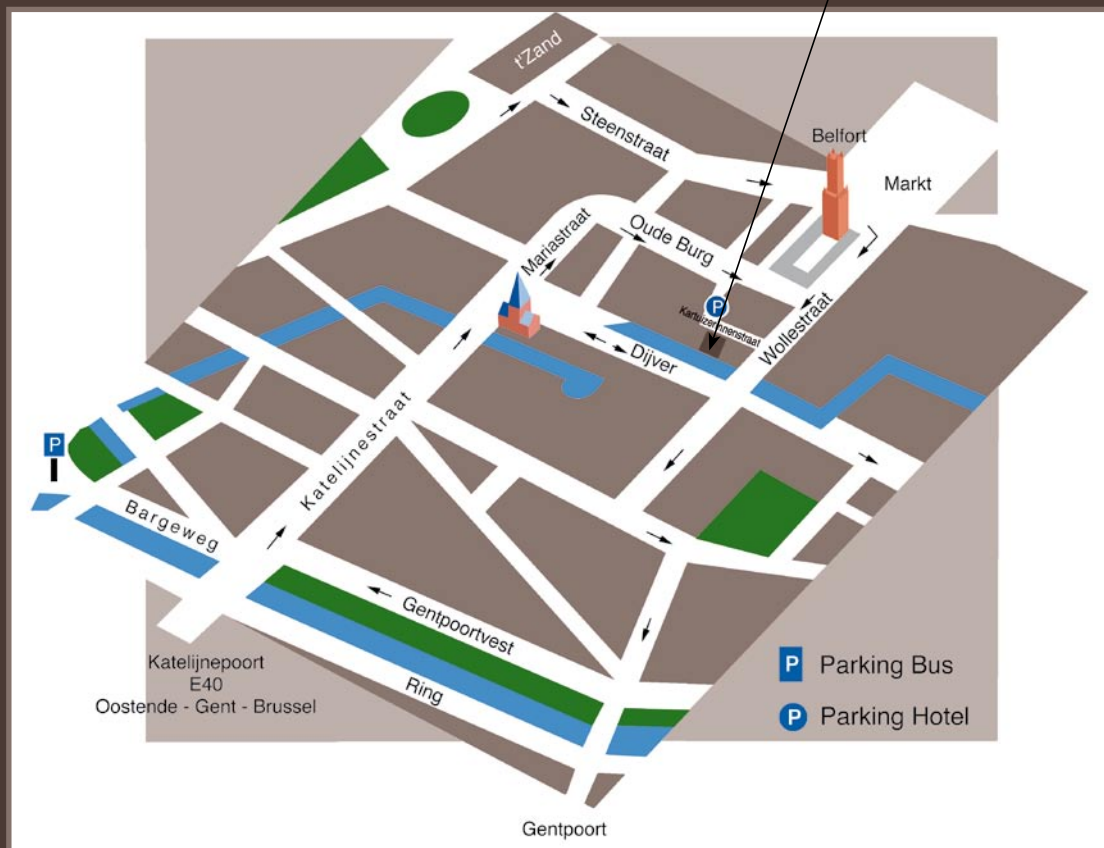 t'Zand
Steenstraat
Belfort
Markt
Mariastraat
Oude Burg
P
Kartuizerinnenstraat
Wollestraat
Dijver
Katelijnestraat
P
Bargeweg
Gentpoortvest
Ring
Katelijnepoort
E40
Oostende - Gent - Brussel
P Parking Bus
P Parking Hotel
Gentpoort